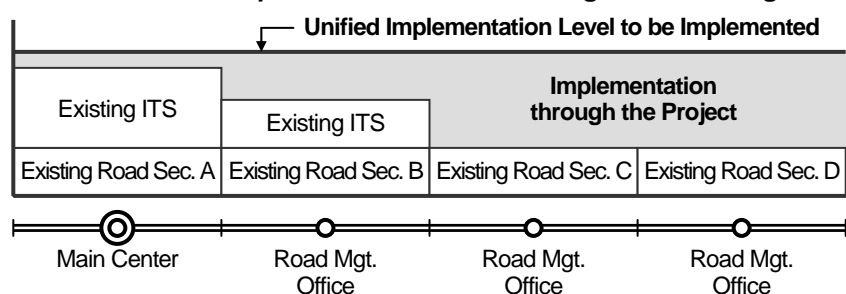 Unified Implementation Level to be Implemented
Implementation
through the Project
Existing ITS
Existing ITS
Existing Road Sec. A
Existing Road Sec. B
Existing Road Sec. C
Existing Road Sec. D
Main Center
Road Mgt.
Office
Road Mgt.
Office
Road Mgt.
Office